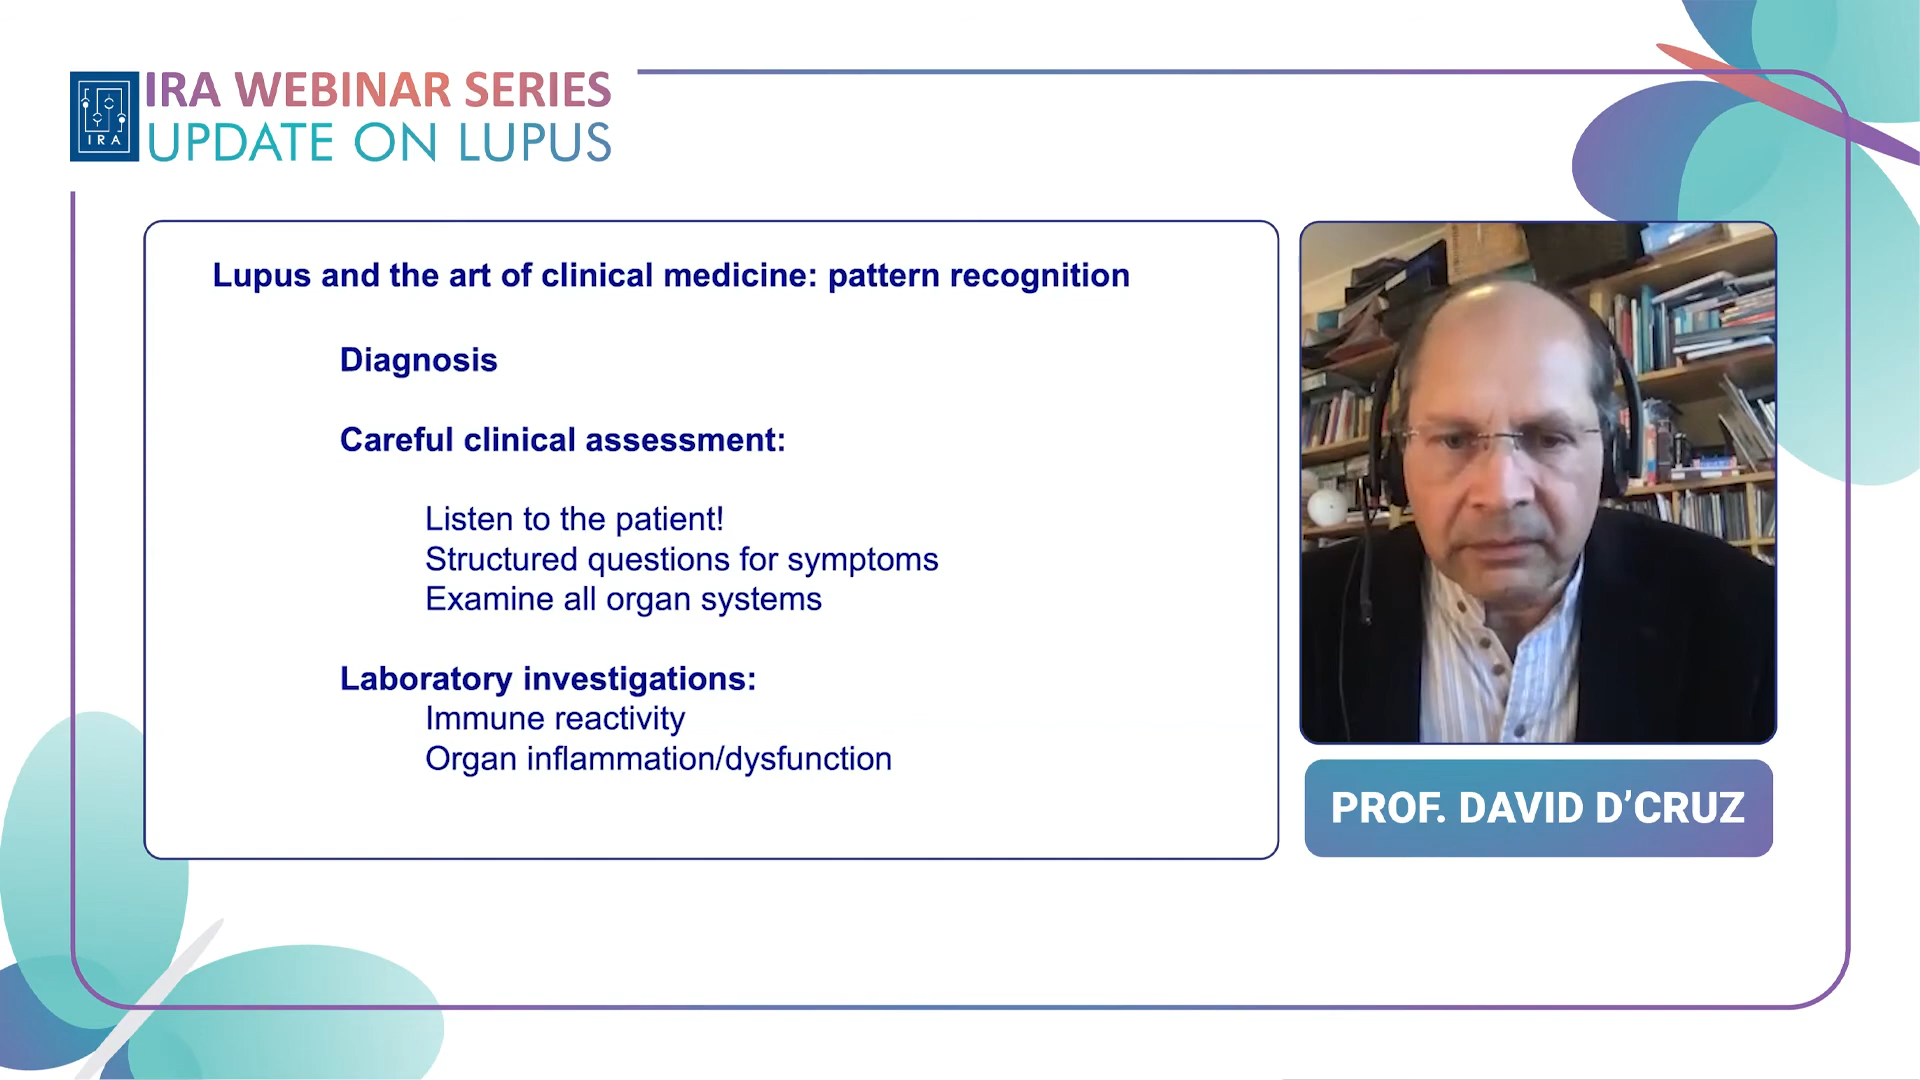 IRA WEBINAR SERIES
UPDATE ON LUPUS
IRA
Lupus and the art of clinical medicine: pattern recognition
Diagnosis
Careful clinical assessment:
Listen to the patient!
Structured questions for symptoms
Examine all organ systems
Laboratory investigations:
Immune reactivity
Organ inflammation/dysfunction
PROF. DAVID D’CRUZ